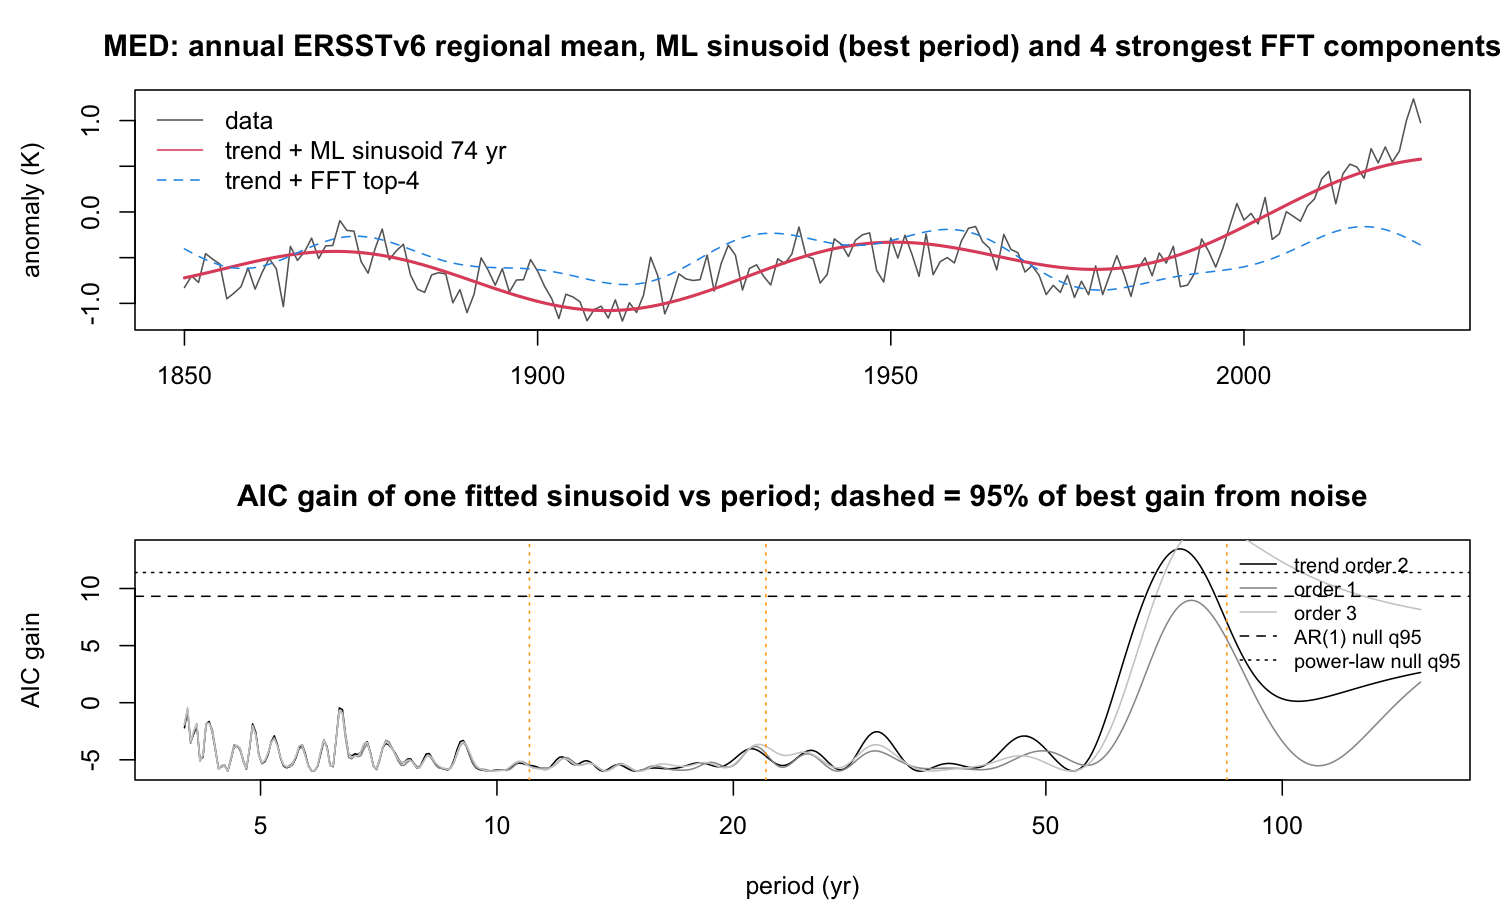 MED: annual ERSSTv6 regional mean, ML sinusoid (best period) and 4 strongest FFT components
anomaly (K)
1.0
0.0
-1.0
data
trend + ML sinusoid 74 yr
trend + FFT top-4
1850
1900
1950
2000
AIC gain of one fitted sinusoid vs period; dashed = 95% of best gain from noise
AIC gain
10
5
0
-5
trend order 2
order 1
order 3
AR(1) null q95
power-law null q95
5
10
20
50
100
period (yr)